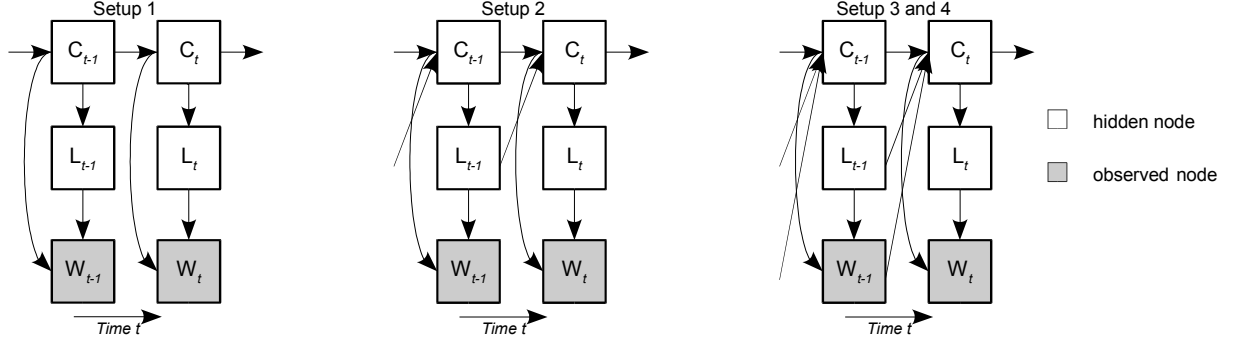 Setup 1 Setup 2 Setup 3 and 4
C_{t-1} C_t C_{t-1} C_t C_{t-1} C_t
hidden node
L_{t-1} L_t L_{t-1} L_t L_{t-1} L_t
observed node
W_{t-1} W_t W_{t-1} W_t W_{t-1} W_t
Time t Time t Time t